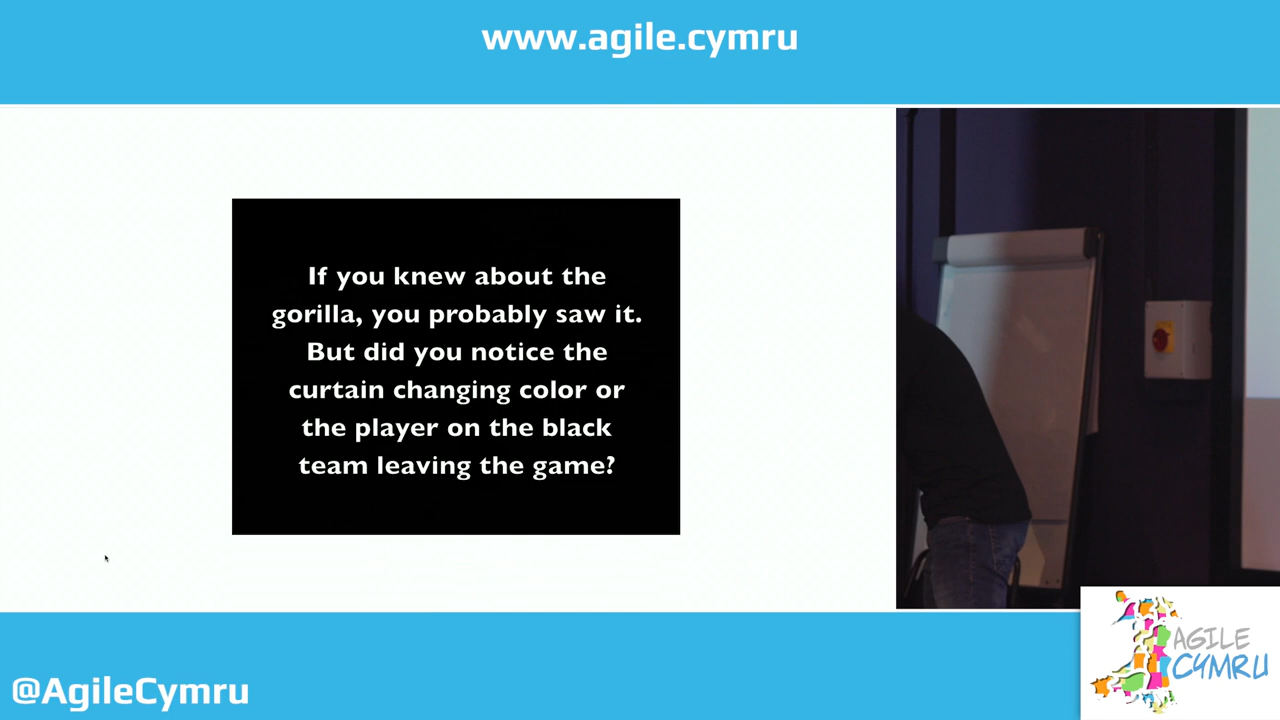 www.agile.cymru
If you knew about the
gorilla, you probably saw it.
But did you notice the
curtain changing color or
the player on the black
team leaving the game?
@AgileCymru
AGILE
CYMRU